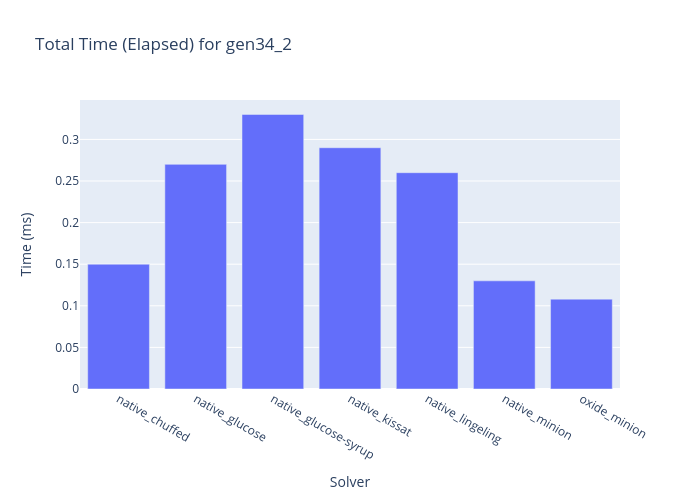 Total Time (Elapsed) for gen34_2
Time (ms)
0.3
0.25
0.2
0.15
0.1
0.05
0
native_chuffed
native_glucose
native_glucose-syrup
native_kissat
native_lingeling
native_minion
oxide_minion
Solver